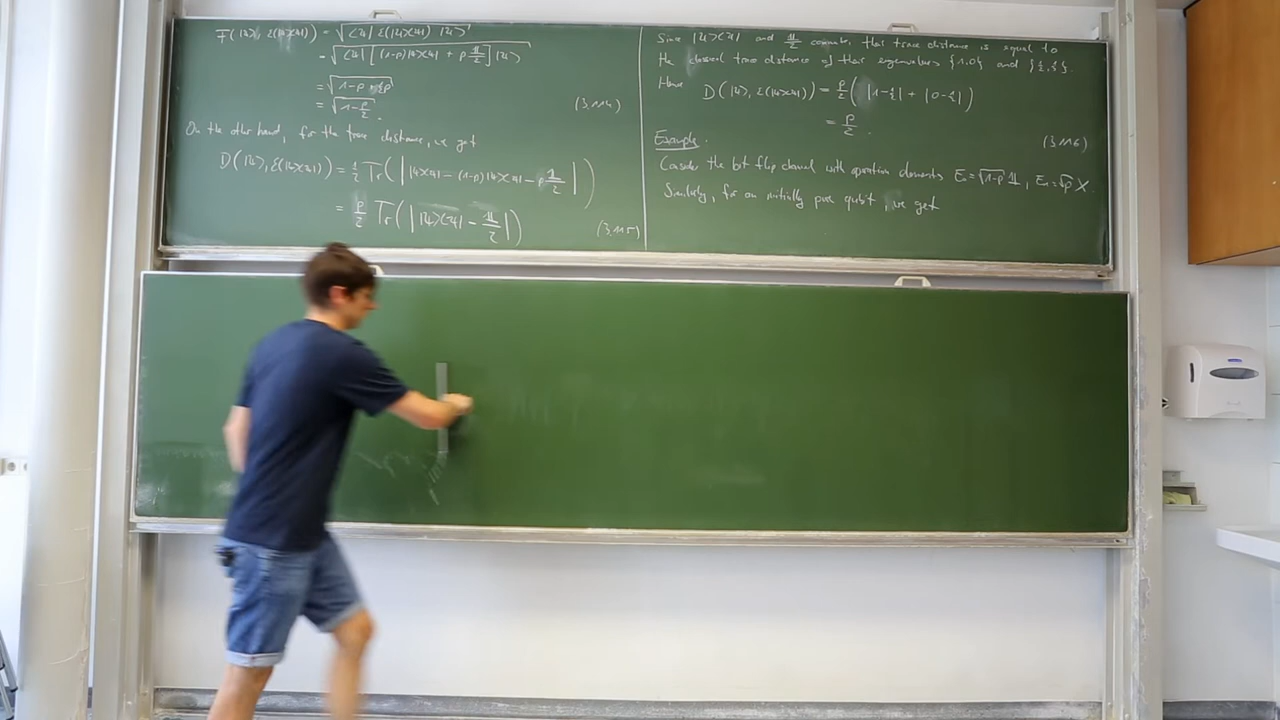 F(|ψ⟩, ε(|ψ⟩⟨ψ|)) = √⟨ψ| ε(|ψ⟩⟨ψ|) |ψ⟩
= √⟨ψ| [(1-p)|ψ⟩⟨ψ| + p 𝟙/2] |ψ⟩
= √1-p+½p
= √1-p/2 . (3.114)
On the other hand, for the trace distance, we get
D(|ψ⟩, ε(|ψ⟩⟨ψ|)) = ½ Tr( | |ψ⟩⟨ψ| - (1-p)|ψ⟩⟨ψ| - p 𝟙/2 | )
= p/2 Tr( | |ψ⟩⟨ψ| - 𝟙/2 | ) (3.115)
Since |ψ⟩⟨ψ| and 𝟙/2 commute, this trace distance is equal to
the classical trace distance of their eigenvalues {1,0} and {½,½}.
Hence D(|ψ⟩, ε(|ψ⟩⟨ψ|)) = p/2 ( |1-½| + |0-½| )
= p/2 . (3.116)
Example.
Consider the bit flip channel with operation elements E₀=√1-p 𝟙, E₁=√p X.
Similarly, for an initially pure qubit, we get